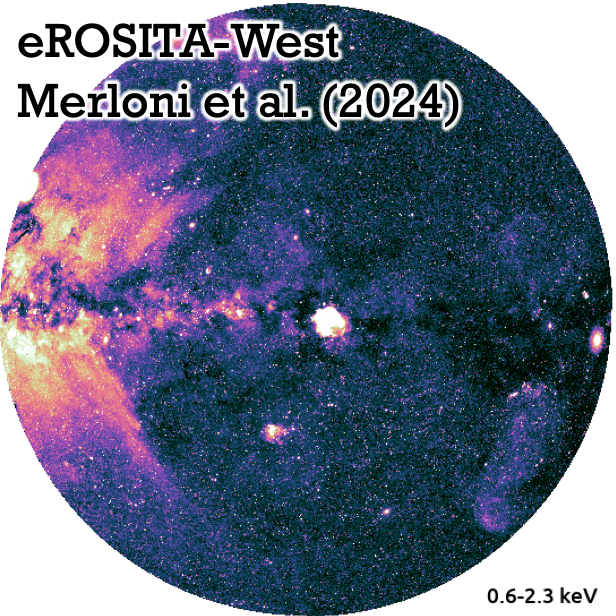 eROSITA-West
Merloni et al. (2024)
0.6-2.3 keV